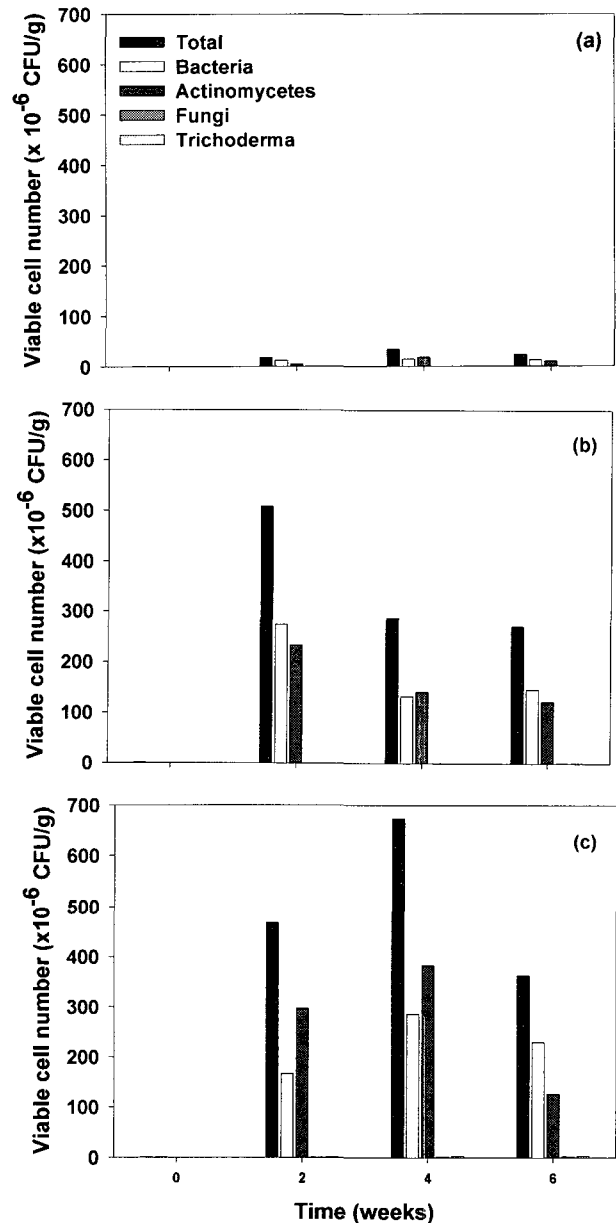 700
600
500
400
300
200
100
0
Viable cell number (x 10⁻⁶ CFU/g)
Total
Bacteria
Actinomycetes
Fungi
Trichoderma
(a)
700
600
500
400
300
200
100
0
Viable cell number (x10⁻⁶ CFU/g)
(b)
700
600
500
400
300
200
100
0
Viable cell number (x10⁻⁶ CFU/g)
(c)
0 2 4 6
Time (weeks)